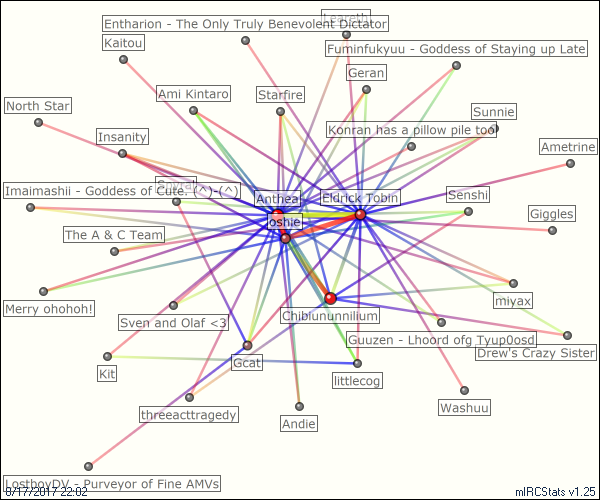 Learein
Entharion - The Only Truly Benevolent Dictator
Kaitou
Fuminfukyuu - Goddess of Staying up Late
Geran
Ami Kintaro
Starfire
North Star
Sunnie
Konran has a pillow pile too!
Insanity
Ametrine
Imaimashii - Goddess of Cute. (^)-(^)
Anthea
Eldrick Tobin
Senshi
Giggles
oshie
The A & C Team
Merry ohohoh!
miyax
Sven and Olaf <3
Chibiununnilium
Guuzen - Lhoord ofg Tyup0osd
Drew's Crazy Sister
Gcat
Kit
littlecog
Washuu
threeacttragedy
Andie
LostboyDV - Purveyor of Fine AMVs
8/17/2017 22:02
mIRCStats v1.25